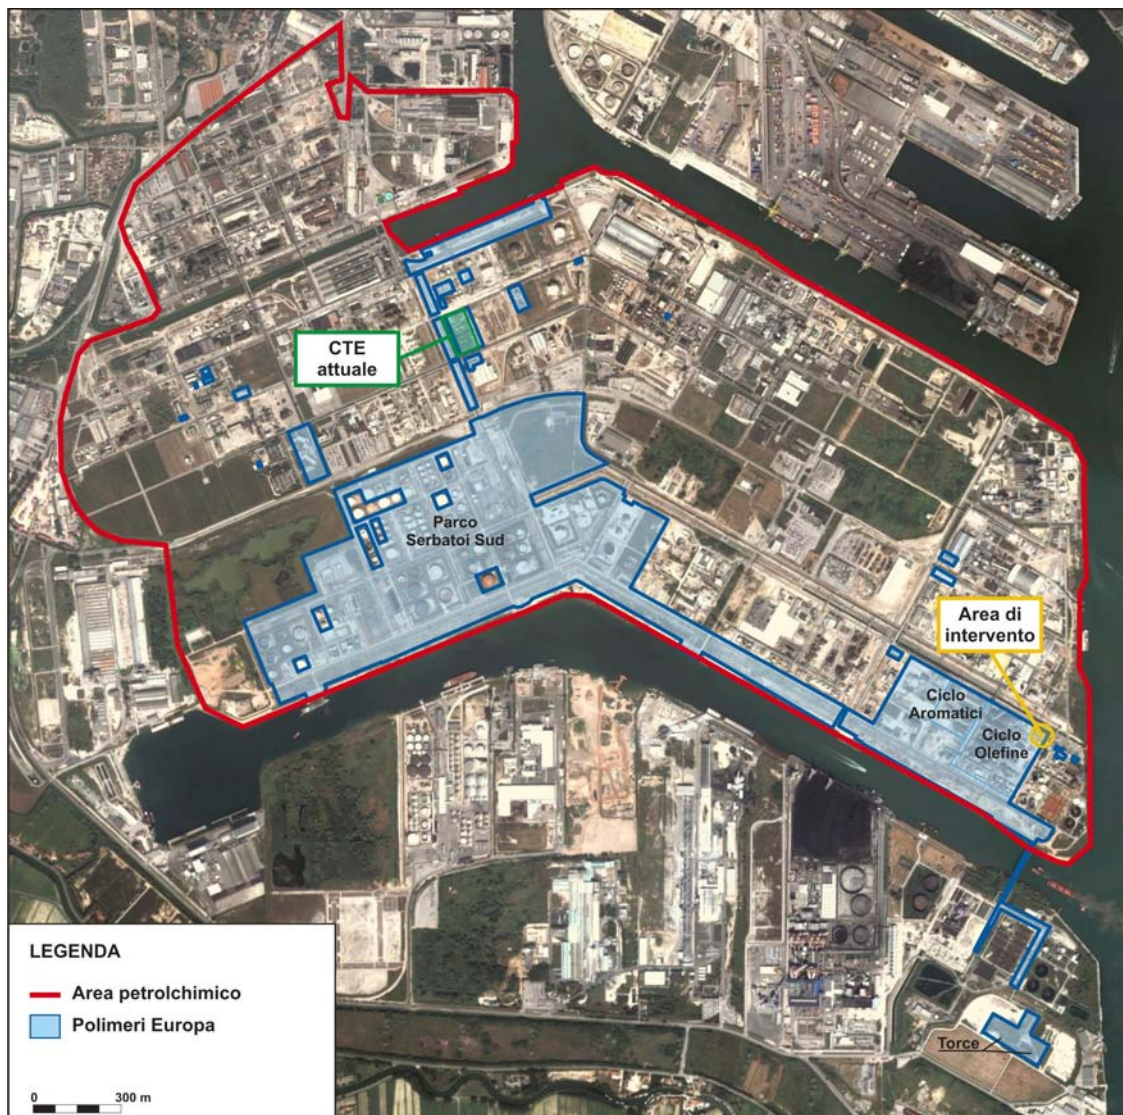 CTE
attuale
Parco
Serbatoi Sud
Area di
intervento
Ciclo
Aromatici
Ciclo
Olefine
Torce
LEGENDA
Area petrolchimico
Polimeri Europa
0 300 m